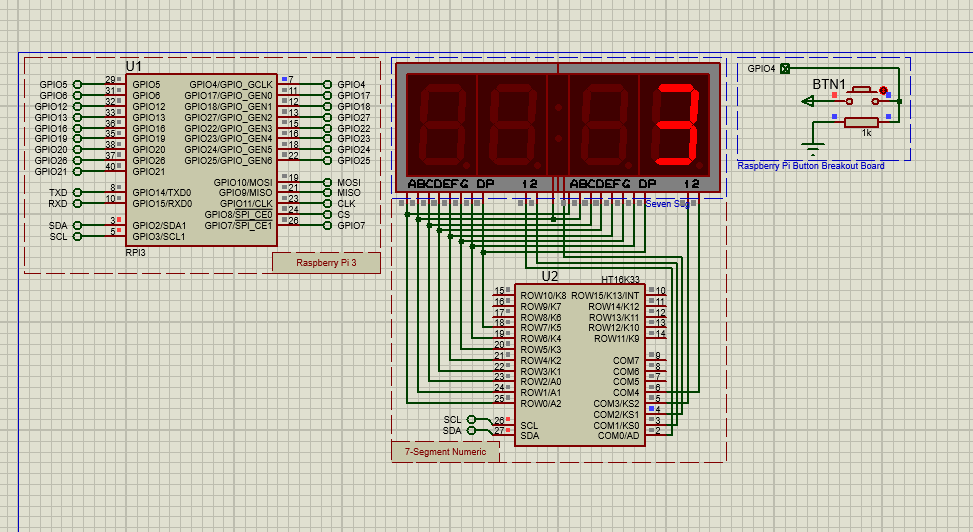 U1
29 GPIO5 GPIO5 GPIO4/GPIO_GCLK 7 GPIO4
31 GPIO6 GPIO6 GPIO17/GPIO_GEN0 11 GPIO17
32 GPIO12 GPIO12 GPIO18/GPIO_GEN1 12 GPIO18
33 GPIO13 GPIO13 GPIO27/GPIO_GEN2 13 GPIO27
36 GPIO16 GPIO16 GPIO22/GPIO_GEN3 15 GPIO22
35 GPIO19 GPIO19 GPIO23/GPIO_GEN4 16 GPIO23
38 GPIO20 GPIO20 GPIO24/GPIO_GEN5 18 GPIO24
37 GPIO26 GPIO26 GPIO25/GPIO_GEN6 22 GPIO25
40 GPIO21 GPIO21
GPIO10/MOSI 19 MOSI
TXD 8 GPIO14/TXD0 GPIO9/MISO 21 MISO
RXD 10 GPIO15/RXD0 GPIO11/CLK 23 CLK
GPIO8/SPI_CE0 24 CS
SDA 3 GPIO2/SDA1 GPIO7/SPI_CE1 26 GPIO7
SCL 5 GPIO3/SCL1
RPI3
Raspberry Pi 3
3
ABCDEFG DP 12 ABCDEFG DP 12
GPIO4
BTN1
1k
Raspberry Pi Button Breakout Board
U2
HT16K33
15 ROW10/K8 ROW15/K13/INT 10
16 ROW9/K7 ROW14/K12 11
17 ROW8/K6 ROW13/K11 12
18 ROW7/K5 ROW12/K10 13
19 ROW6/K4 ROW11/K9 14
20 ROW5/K3
21 ROW4/K2 COM7 9
22 ROW3/K1 COM6 8
23 ROW2/A0 COM5 7
24 ROW1/A1 COM4 6
25 ROW0/A2 COM3/KS2 5
COM2/KS1 4
SCL 26 SCL COM1/KS0 3
SDA 27 SDA COM0/AD 2
7-Segment Numeric